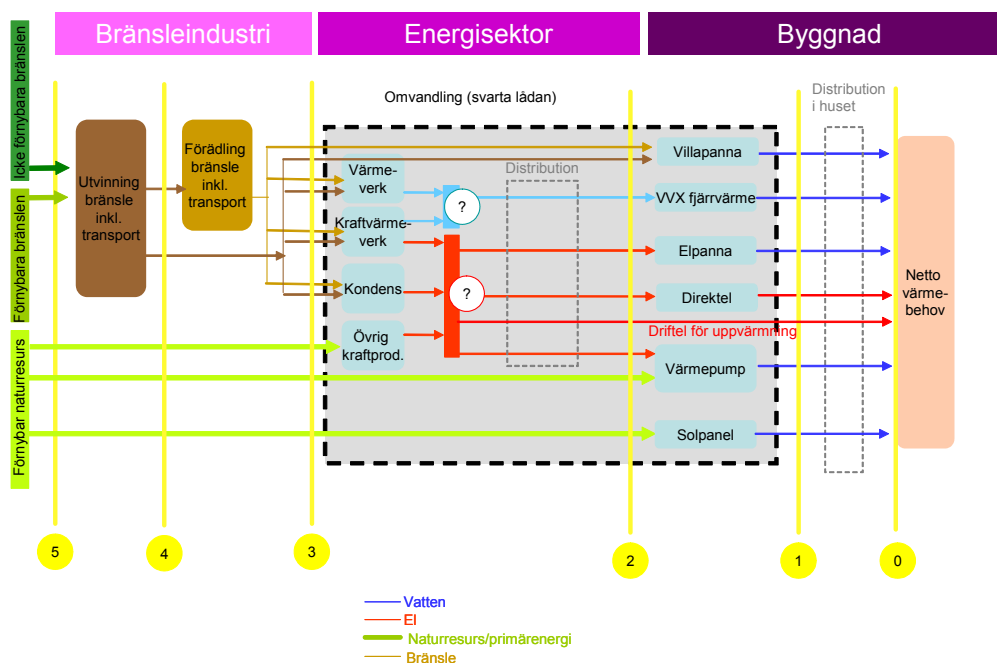 Bränsleindustri
Energisektor
Byggnad
Icke förnybara bränslen
Förnybara bränslen
Förnybar naturresurs
Omvandling (svarta lådan)
Distribution
i huset
Utvinning
bränsle
inkl.
transport
Förädling
bränsle
inkl.
transport
Värme-
verk
Kraftvärme-
verk
Kondens
Övrig
kraftprod.
?
?
Distribution
Villapanna
VVX fjärrvärme
Elpanna
Direktel
Driftel för uppvärmning
Värmepump
Solpanel
Netto
värme-
behov
5
4
3
2
1
0
Vatten
El
Naturresurs/primärenergi
Bränsle